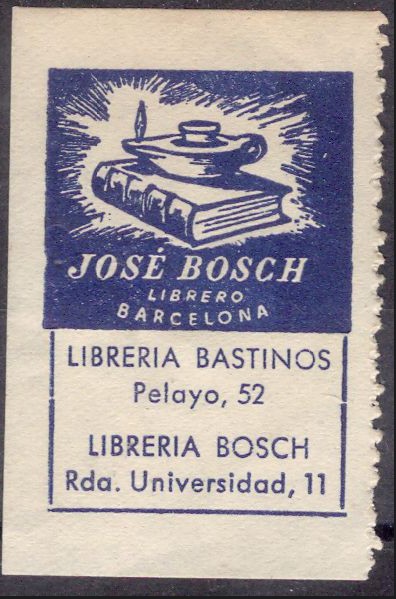 JOSÉ BOSCH
LIBRERO
BARCELONA
LIBRERIA BASTINOS
Pelayo, 52
LIBRERIA BOSCH
Rda. Universidad, 11